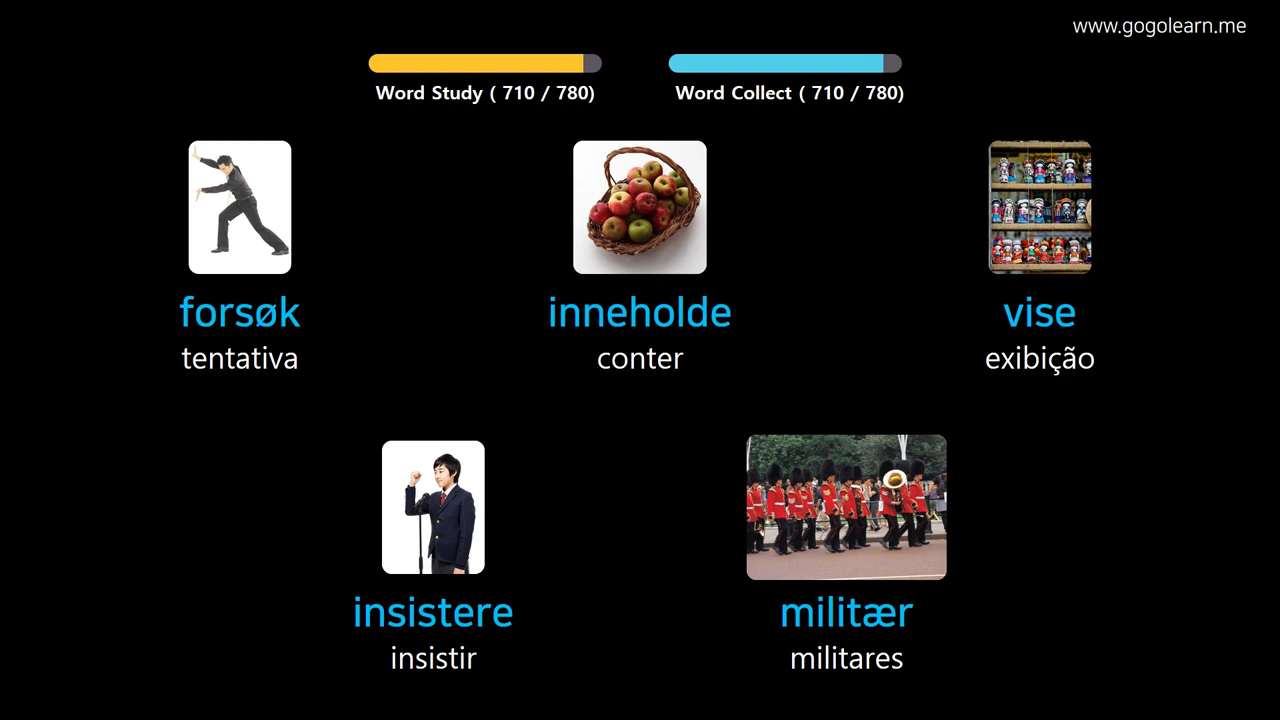 www.gogolearn.me
Word Study ( 710 / 780)
Word Collect ( 710 / 780)
forsøk
tentativa
inneholde
conter
vise
exibição
insistere
insistir
militær
militares